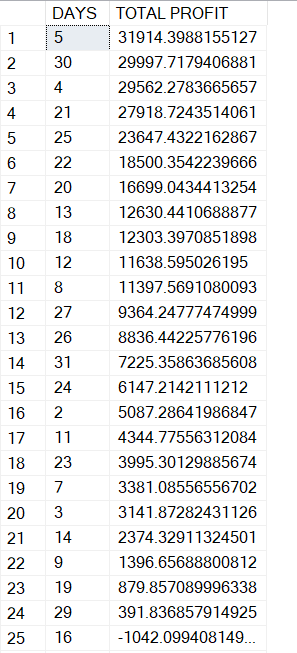 DAYS TOTAL PROFIT
1 5 31914.3988155127
2 30 29997.7179406881
3 4 29562.2783665657
4 21 27918.7243514061
5 25 23647.4322162867
6 22 18500.3542239666
7 20 16699.0434413254
8 13 12630.4410688877
9 18 12303.3970851898
10 12 11638.595026195
11 8 11397.5691080093
12 27 9364.24777474999
13 26 8836.44225776196
14 31 7225.35863685608
15 24 6147.2142111212
16 2 5087.28641986847
17 11 4344.77556312084
18 23 3995.30129885674
19 7 3381.08556556702
20 3 3141.87282431126
21 14 2374.32911324501
22 9 1396.65688800812
23 19 879.857089996338
24 29 391.836857914925
25 16 -1042.099408149...